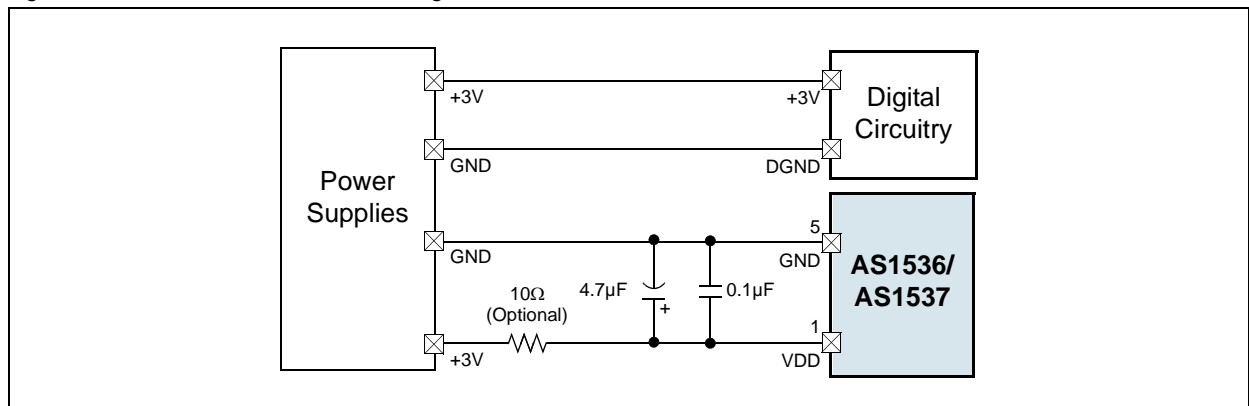 Power
Supplies
+3V
+3V
GND
DGND
Digital
Circuitry
GND
5
GND
10Ω
(Optional)
4.7µF
+
0.1µF
+3V
1
VDD
AS1536/
AS1537